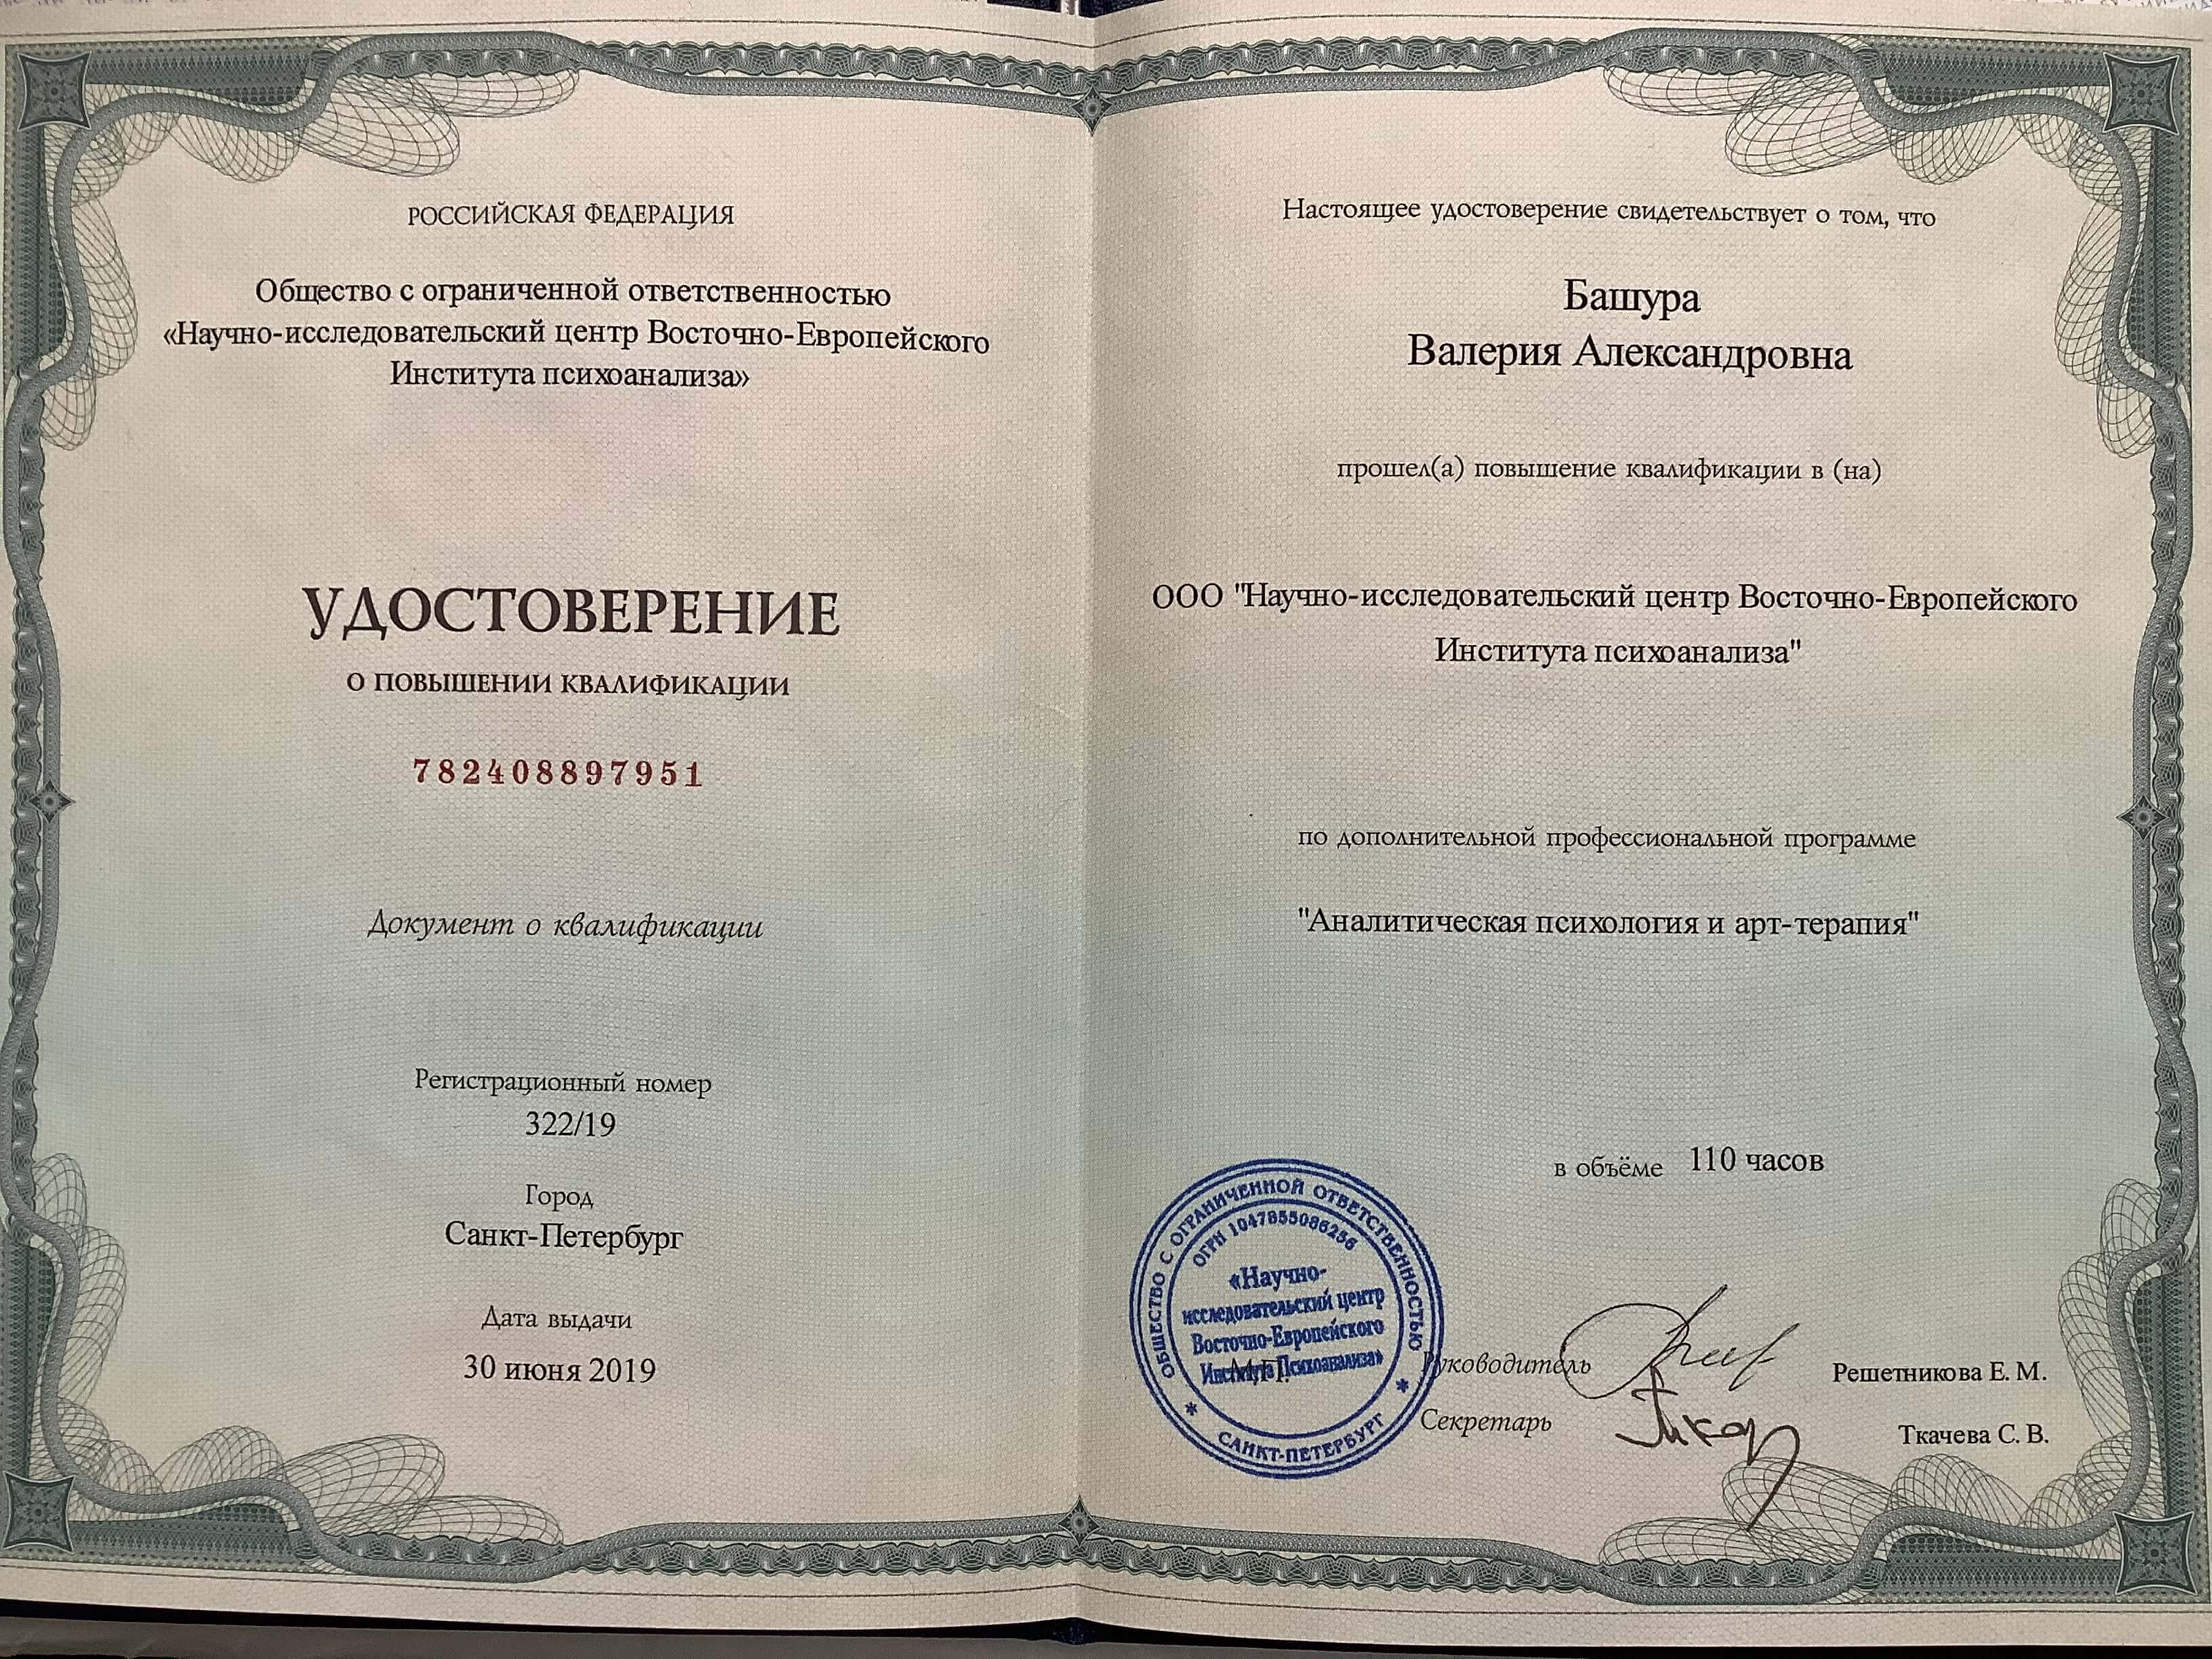 РОССИЙСКАЯ ФЕДЕРАЦИЯ
Общество с ограниченной ответственностью
«Научно-исследовательский центр Восточно-Европейского
Института психоанализа»
УДОСТОВЕРЕНИЕ
О ПОВЫШЕНИИ КВАЛИФИКАЦИИ
782408897951
Документ о квалификации
Регистрационный номер
322/19
Город
Санкт-Петербург
Дата выдачи
30 июня 2019
Настоящее удостоверение свидетельствует о том, что
Башура
Валерия Александровна
прошел(а) повышение квалификации в (на)
ООО "Научно-исследовательский центр Восточно-Европейского
Института психоанализа"
по дополнительной профессиональной программе
"Аналитическая психология и арт-терапия"
в объёме 110 часов
ОБЩЕСТВО С ОГРАНИЧЕННОЙ ОТВЕТСТВЕННОСТЬЮ
ОГРН 1047855086256
«Научно-
исследовательский центр
Восточно-Европейского
Института Психоанализа»
М.П.
САНКТ-ПЕТЕРБУРГ
Руководитель Решетникова Е. М.
Секретарь Ткачева С. В.